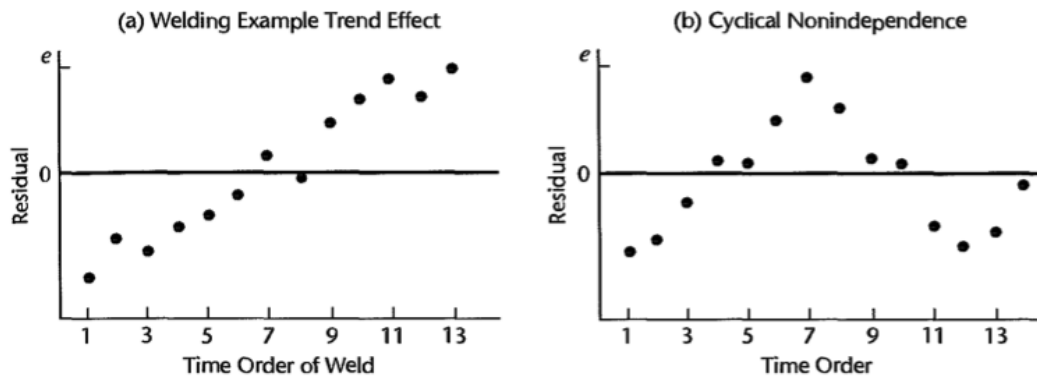 (a) Welding Example Trend Effect
e
0
Residual
1 3 5 7 9 11 13
Time Order of Weld
(b) Cyclical Nonindependence
e
0
Residual
1 3 5 7 9 11 13
Time Order